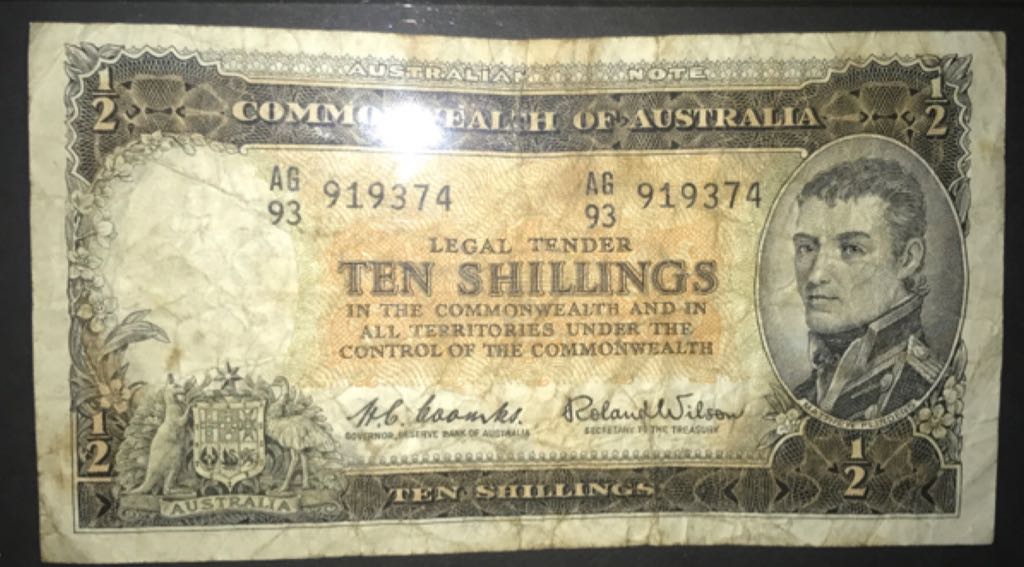 AUSTRALIAN NOTE
1/2 1/2
COMMONWEALTH OF AUSTRALIA
AG 93 919374 AG 93 919374
LEGAL TENDER
TEN SHILLINGS
IN THE COMMONWEALTH AND IN
ALL TERRITORIES UNDER THE
CONTROL OF THE COMMONWEALTH
H.C. Coombs. Roland Wilson
GOVERNOR, RESERVE BANK OF AUSTRALIA SECRETARY TO THE TREASURY
MATTHEW FLINDERS
1/2 1/2
AUSTRALIA
TEN SHILLINGS